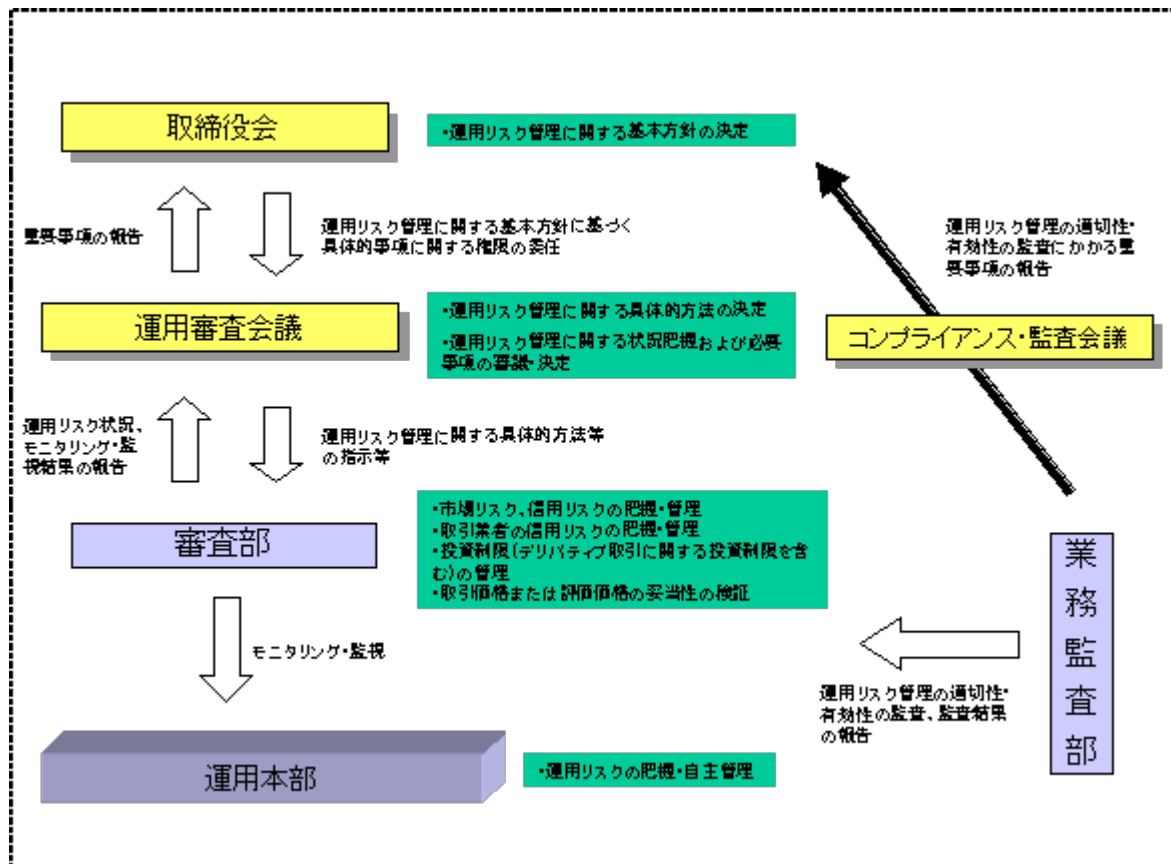 取締役会
・運用リスク管理に関する基本方針の決定
重要事項の報告
運用リスク管理に関する基本方針に基づく
具体的事項に関する権限の委任
運用リスク管理の適切性・
有効性の監査にかかる重
要事項の報告
運用審査会議
・運用リスク管理に関する具体的方法の決定
・運用リスク管理に関する状況把握および必要
事項の審議・決定
コンプライアンス・監査会議
運用リスク状況、
モニタリング・監
視結果の報告
運用リスク管理に関する具体的方法等
の指示等
審査部
・市場リスク、信用リスクの把握・管理
・取引業者の信用リスクの把握・管理
・投資制限(デリバティブ取引に関する投資制限を含
む)の管理
・取引価格または評価価格の妥当性の検証
業務監査部
モニタリング・監視
運用リスク管理の適切性・
有効性の監査、監査結果
の報告
運用本部
・運用リスクの把握・自主管理